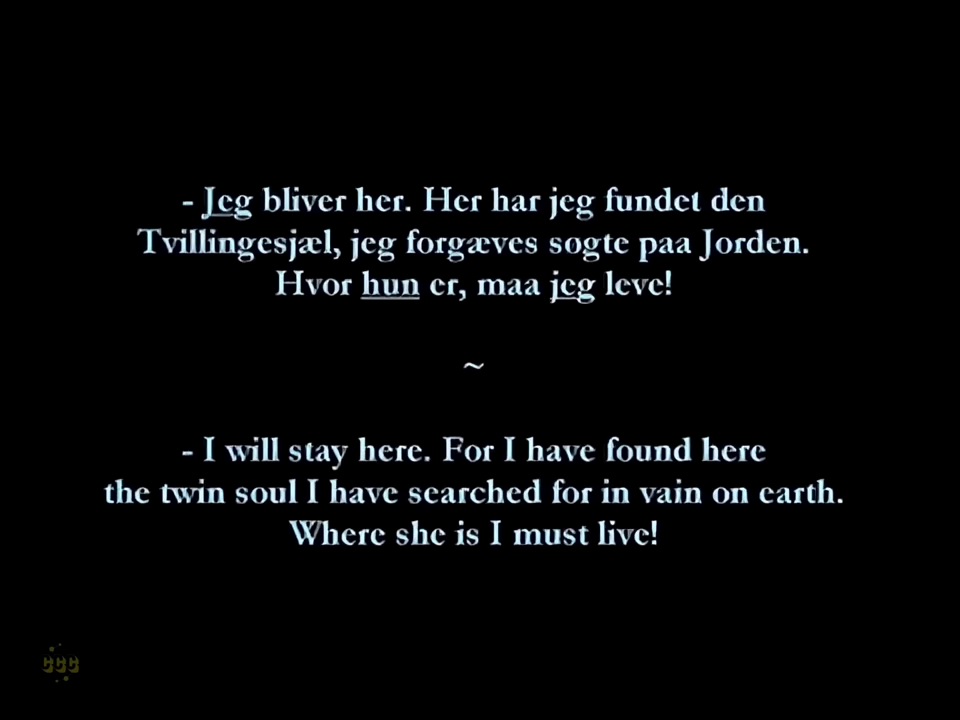 - Jeg bliver her. Her har jeg fundet den
Tvillingesjæl, jeg forgæves søgte paa Jorden.
Hvor hun er, maa jeg leve!
~
- I will stay here. For I have found here
the twin soul I have searched for in vain on earth.
Where she is I must live!
CCC